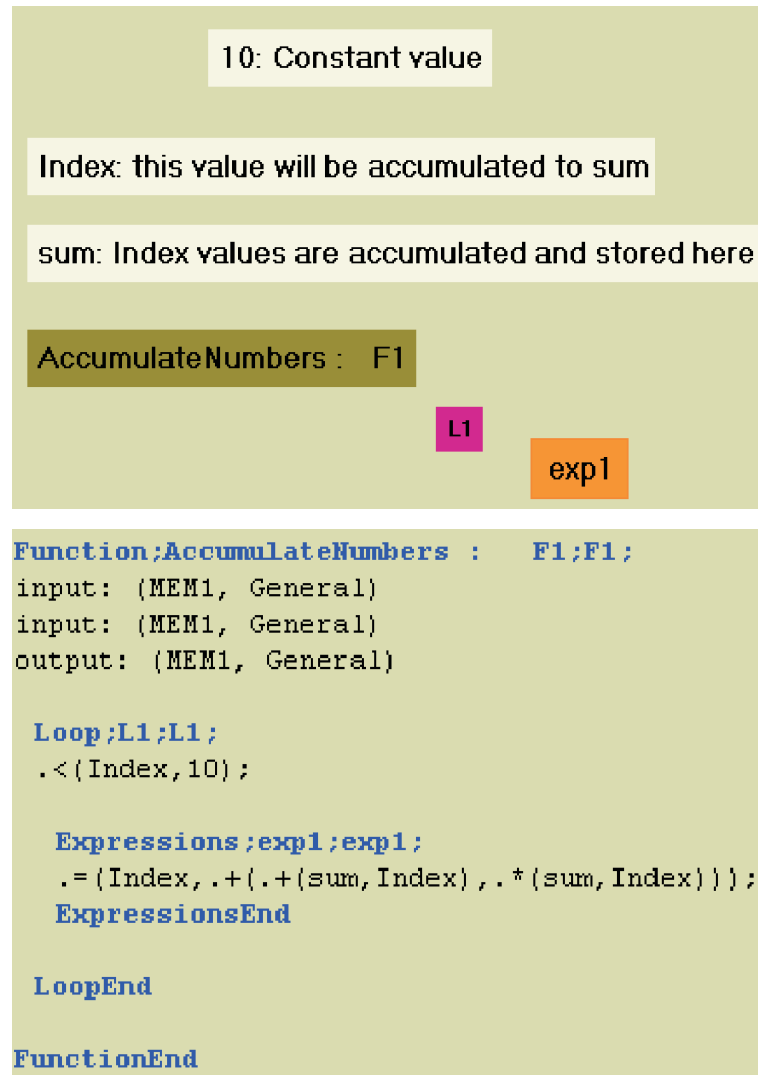 10: Constant value
Index: this value will be accumulated to sum
sum: Index values are accumulated and stored here
AccumulateNumbers : F1
L1
exp1
Function;AccumulateNumbers : F1;F1;
input: (MEM1, General)
input: (MEM1, General)
output: (MEM1, General)
Loop;L1;L1;
.<(Index,10);
Expressions;exp1;exp1;
.=(Index,.+(.+(sum,Index),.*(sum,Index)));
ExpressionsEnd
LoopEnd
FunctionEnd